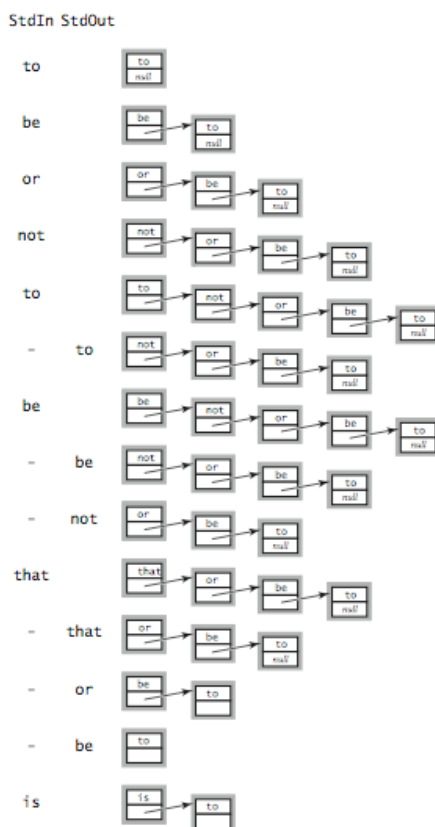 StdIn StdOut
to to
null
be be to
null
or or be to
null
not not or be to
null
to to not or be to
null
- to not or be to
null
be be not or be to
null
- be not or be to
null
- not or be to
null
that that or be to
null
- that or be to
null
- or be to
- be to
is is to